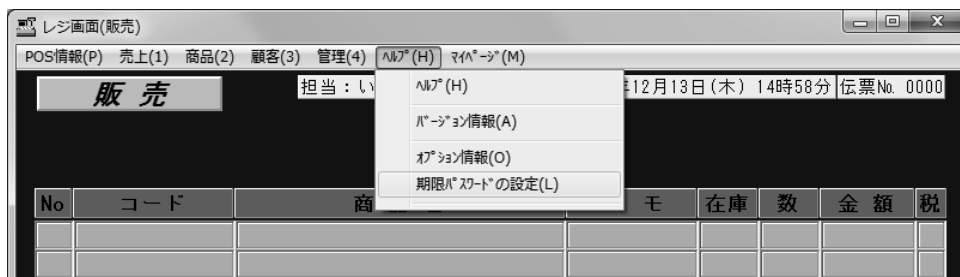 レジ画面(販売)
POS情報(P) 売上(1) 商品(2) 顧客(3) 管理(4) ﾍﾙﾌﾟ(H) ﾏｲﾍﾟｰｼﾞ(M)
販 売 担当：い 12月13日(木) 14時58分 伝票No. 0000
ﾍﾙﾌﾟ(H)
ﾊﾞｰｼﾞｮﾝ情報(A)
ｵﾌﾟｼｮﾝ情報(O)
期限ﾊﾟｽﾜｰﾄﾞの設定(L)
No コード 商 モ 在庫 数 金 額 税